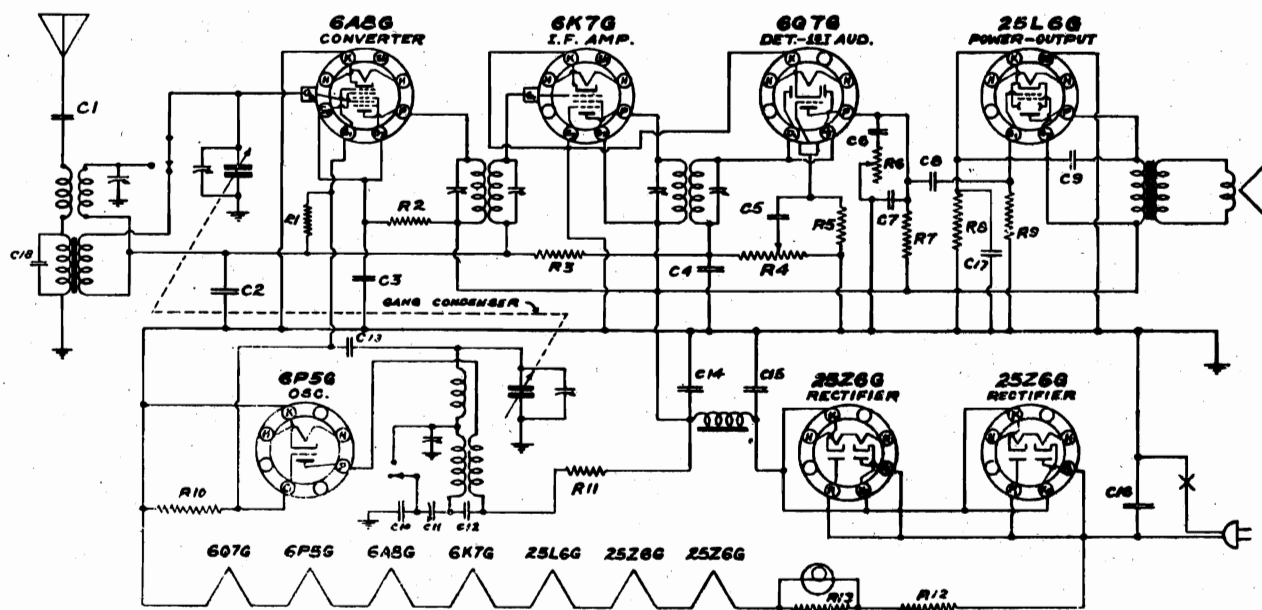 6A8G
CONVERTER
6K7G
I.F. AMP.
6Q7G
DET.-1ST AUD.
25L6G
POWER-OUTPUT
C1
C6
R6
C8
C9
C5
C7
R1
R2
R5
R7
R8
R9
C18
R3
C4
R4
C17
C2
C3
GANG CONDENSER
C13
6P5G
OSC.
C14
C15
25Z6G
RECTIFIER
25Z6G
RECTIFIER
R11
R10
C16
C10
C11
C12
6Q7G
6P5G
6A8G
6K7G
25L6G
25Z6G
25Z6G
R13
R12